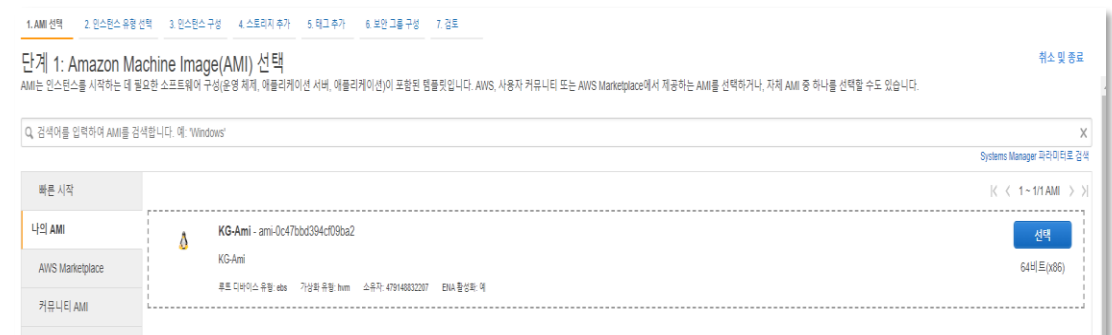 1. AMI 선택 2. 인스턴스 유형 선택 3. 인스턴스 구성 4. 스토리지 추가 5. 태그 추가 6. 보안 그룹 구성 7. 검토
단계 1: Amazon Machine Image(AMI) 선택 취소 및 종료
AMI는 인스턴스를 시작하는 데 필요한 소프트웨어 구성(운영 체제, 애플리케이션 서버, 애플리케이션)이 포함된 템플릿입니다. AWS, 사용자 커뮤니티 또는 AWS Marketplace에서 제공하는 AMI를 선택하거나, 자체 AMI 중 하나를 선택할 수도 있습니다.
검색어를 입력하여 AMI를 검색합니다. 예: 'Windows' X
Systems Manager 파라미터로 검색
빠른 시작 |< < 1 ~ 1/1 AMI > >|
나의 AMI
KG-Ami - ami-0c47bbd394cf09ba2 선택
KG-Ami 64비트(x86)
AWS Marketplace
루트 디바이스 유형: ebs 가상화 유형: hvm 소유자: 479148832207 ENA 활성화: 예
커뮤니티 AMI